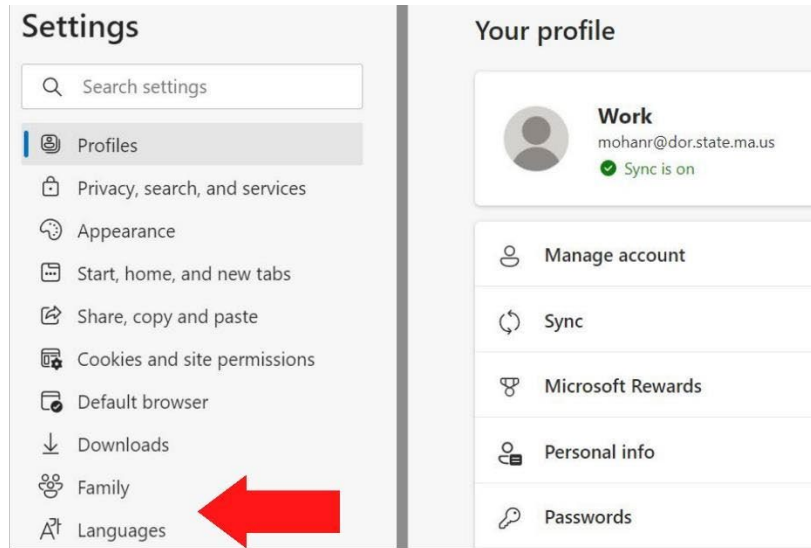 Settings
Search settings
Profiles
Privacy, search, and services
Appearance
Start, home, and new tabs
Share, copy and paste
Cookies and site permissions
Default browser
Downloads
Family
Languages
Your profile
Work
mohanr@dor.state.ma.us
Sync is on
Manage account
Sync
Microsoft Rewards
Personal info
Passwords